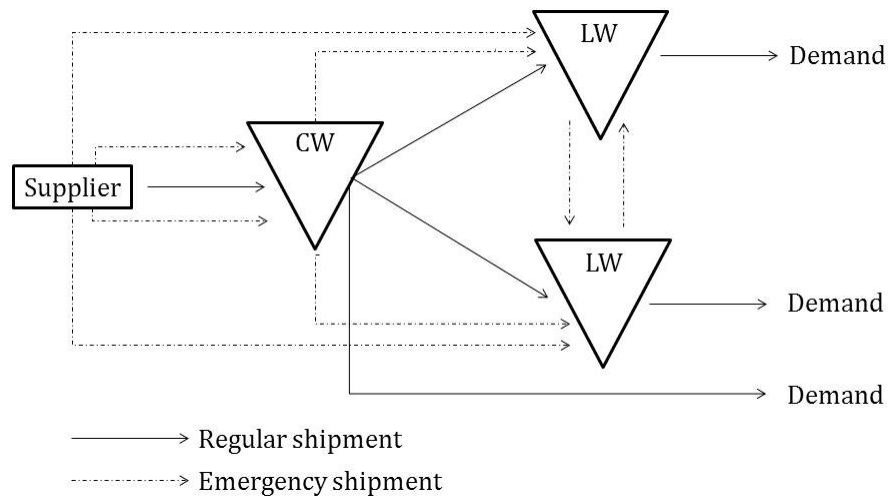 LW
Demand
CW
Supplier
LW
Demand
Demand
Regular shipment
Emergency shipment